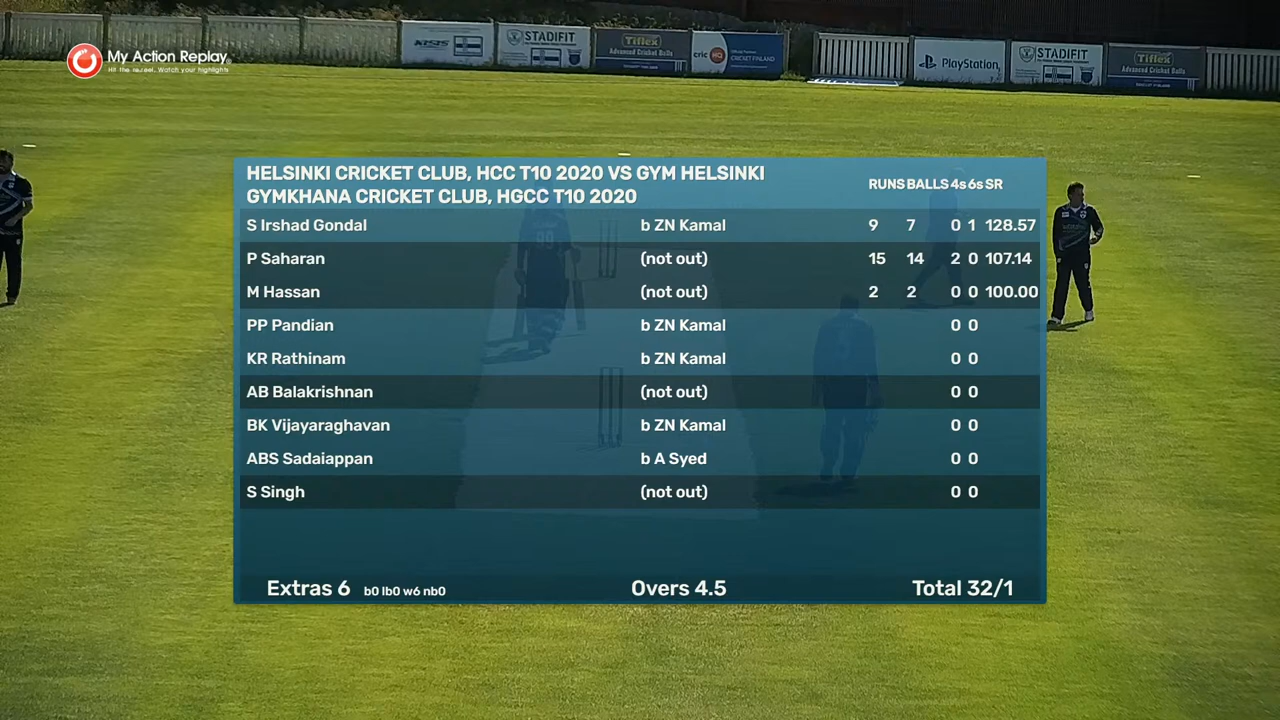 My Action Replay
Hit the re:reel. Watch your highlights
STADIFIT
Tiflex
Advanced Cricket Balls
cric HQ
CRICKET FINLAND
PlayStation
STADIFIT
Tiflex
Advanced Cricket Balls
HELSINKI CRICKET CLUB, HCC T10 2020 VS GYM HELSINKI
GYMKHANA CRICKET CLUB, HGCC T10 2020
RUNS BALLS 4s 6s SR
S Irshad Gondal b ZN Kamal 9 7 0 1 128.57
P Saharan (not out) 15 14 2 0 107.14
M Hassan (not out) 2 2 0 0 100.00
PP Pandian b ZN Kamal 0 0
KR Rathinam b ZN Kamal 0 0
AB Balakrishnan (not out) 0 0
BK Vijayaraghavan b ZN Kamal 0 0
ABS Sadaiappan b A Syed 0 0
S Singh (not out) 0 0
Extras 6 b0 lb0 w6 nb0 Overs 4.5 Total 32/1